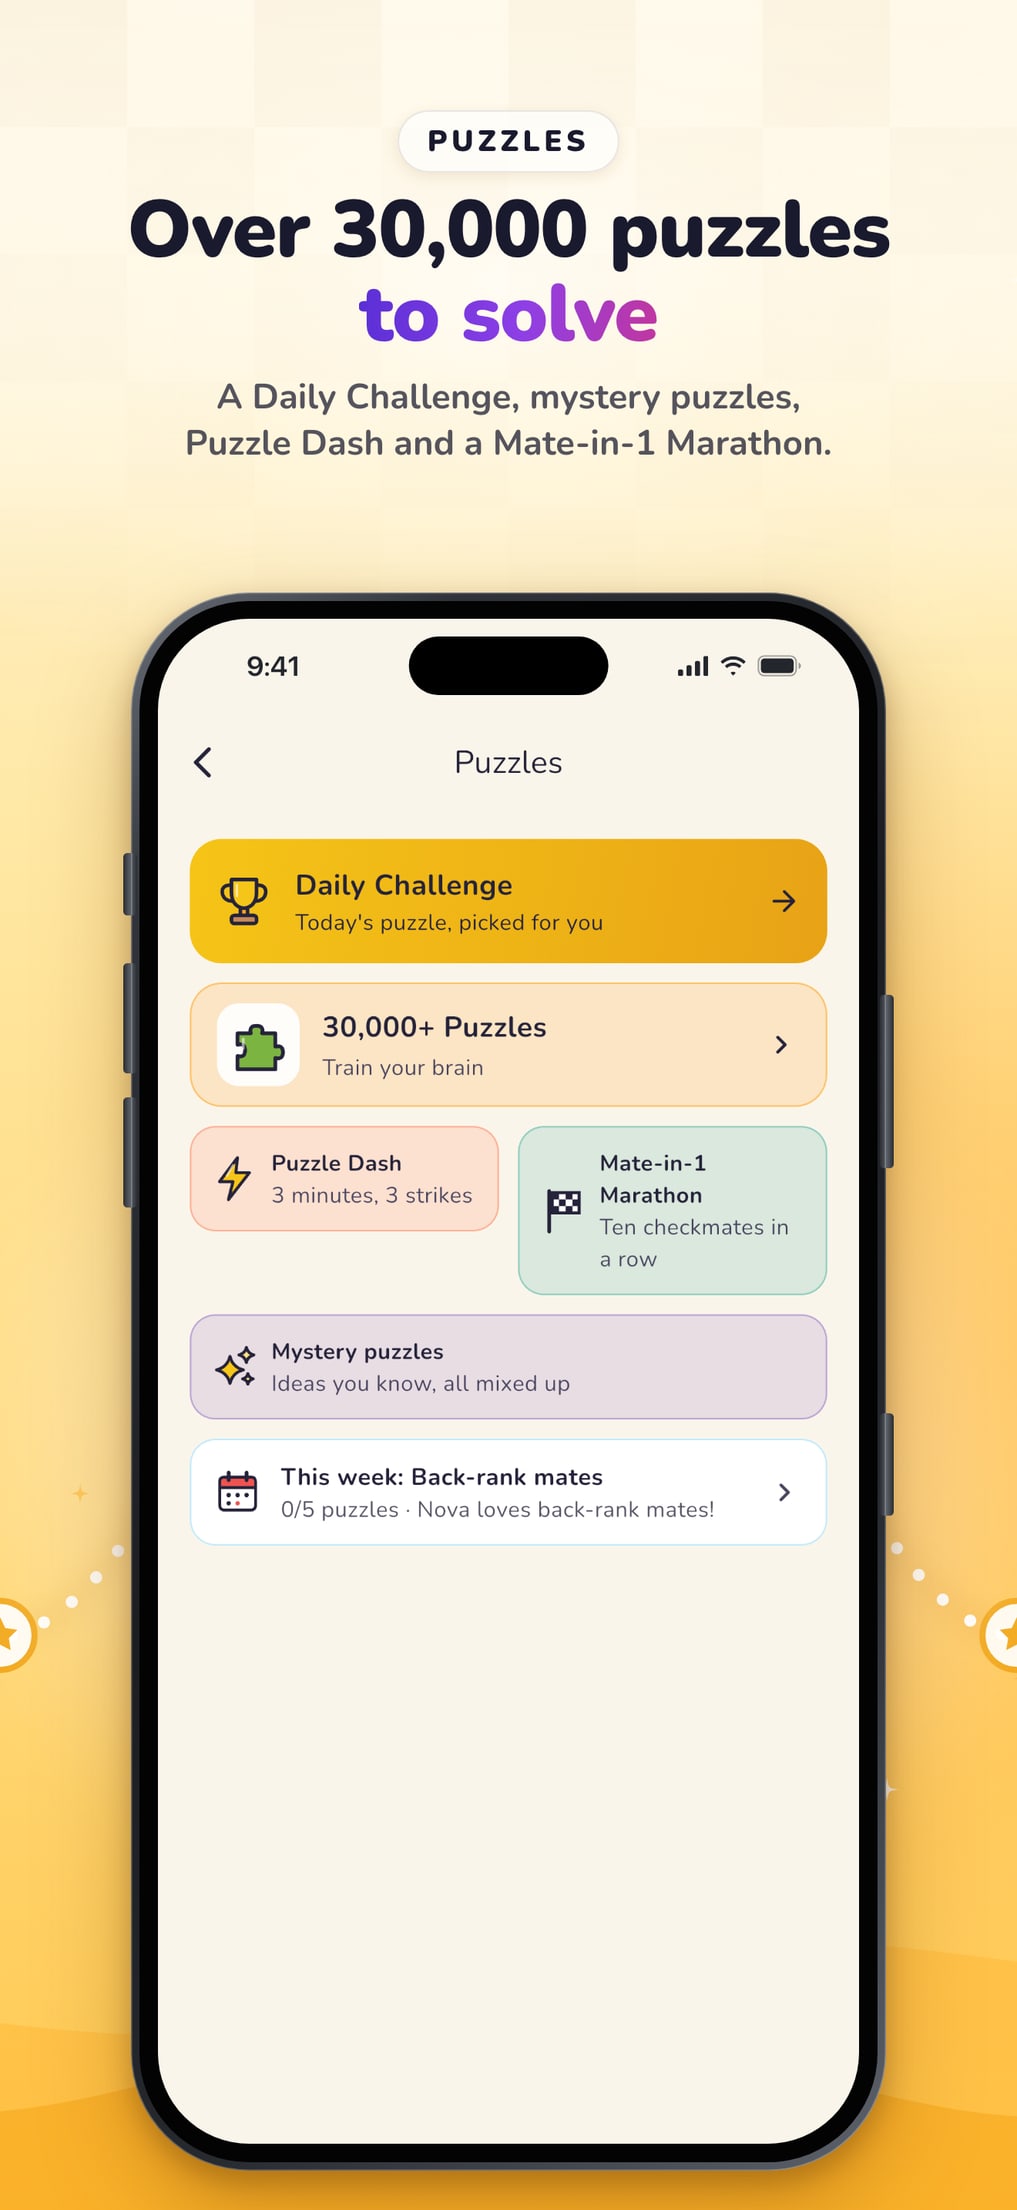 PUZZLES
Over 30,000 puzzles
to solve
A Daily Challenge, mystery puzzles,
Puzzle Dash and a Mate-in-1 Marathon.
9:41
Puzzles
Daily Challenge
Today's puzzle, picked for you
30,000+ Puzzles
Train your brain
Puzzle Dash
3 minutes, 3 strikes
Mate-in-1
Marathon
Ten checkmates in
a row
Mystery puzzles
Ideas you know, all mixed up
This week: Back-rank mates
0/5 puzzles · Nova loves back-rank mates!